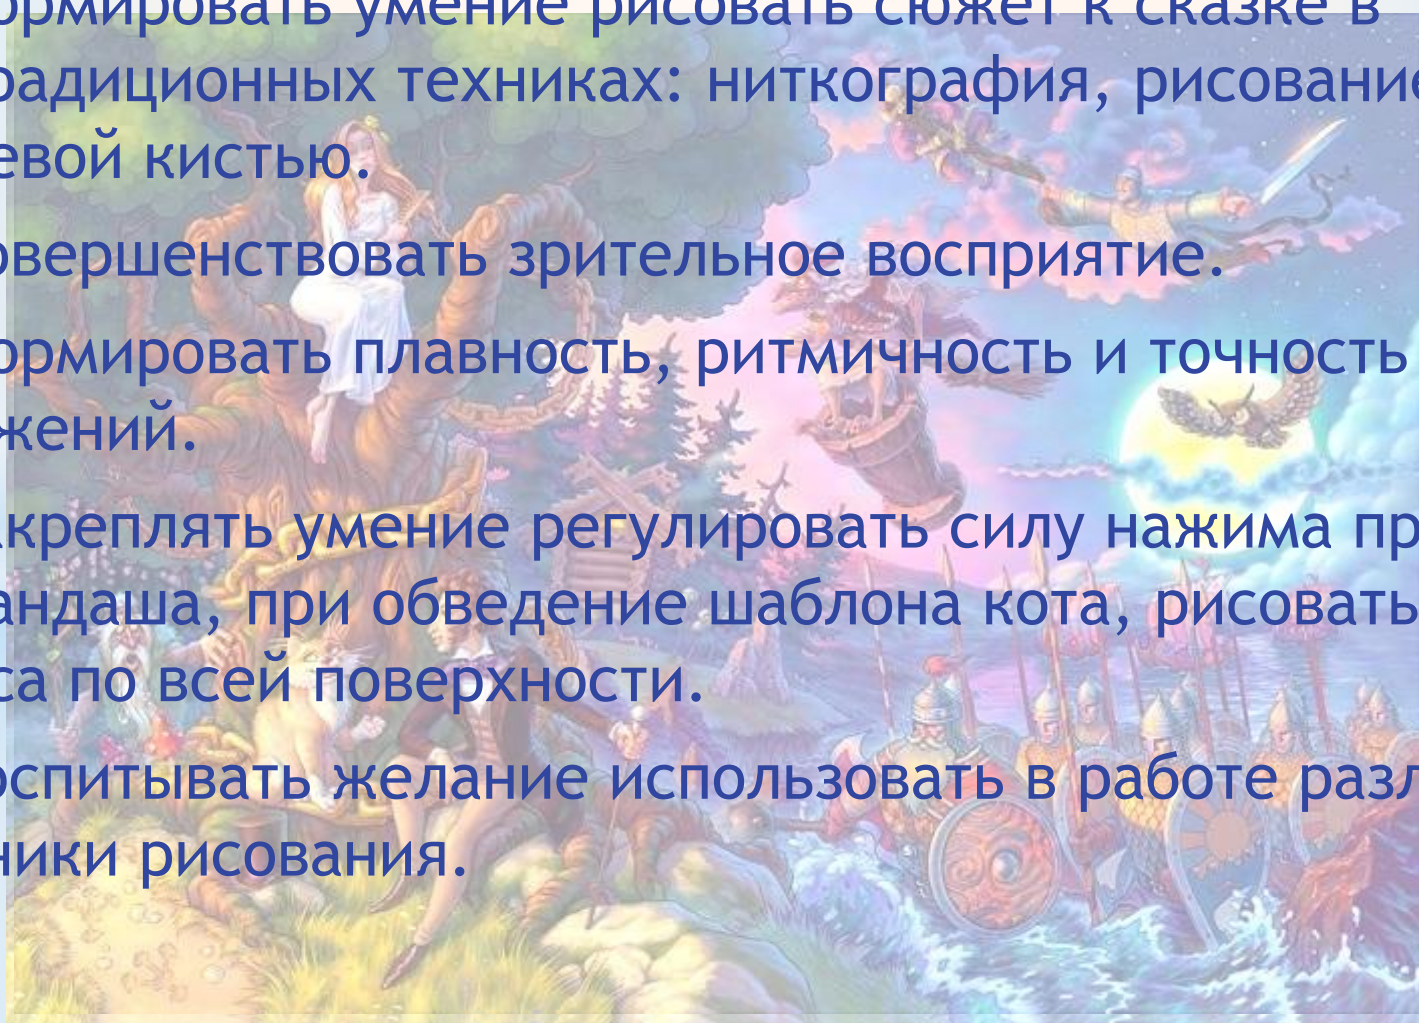 ормировать умение рисовать сюжет к сказке в
радиционных техниках: ниткография, рисование
евой кистью.
овершенствовать зрительное восприятие.
ормировать плавность, ритмичность и точность
жений.
креплять умение регулировать силу нажима пр
андаша, при обведение шаблона кота, рисовать
са по всей поверхности.
оспитывать желание использовать в работе разл
ники рисования.